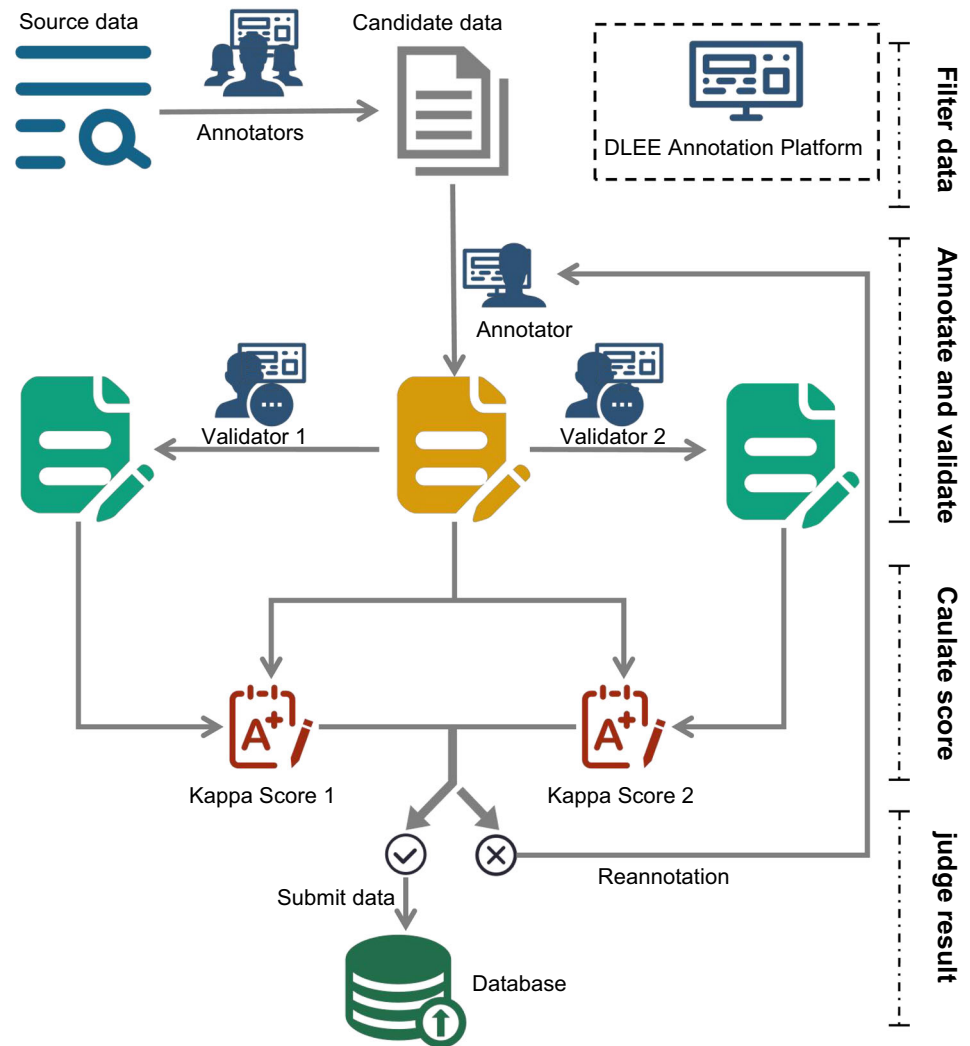 Source data
Candidate data
Annotators
DLEE Annotation Platform
Filter data
Annotator
Validator 1
Validator 2
Annotate and validate
A+
A+
Kappa Score 1
Kappa Score 2
Caulate score
Reannotation
Submit data
Database
judge result